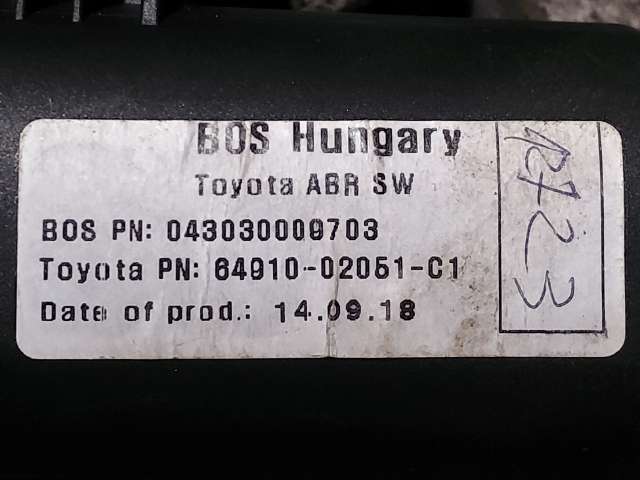 BOS Hungary
Toyota ABR SW
BOS PN: 043030009703
Toyota PN: 64910-02051-C1
Date of prod.: 14.09.18